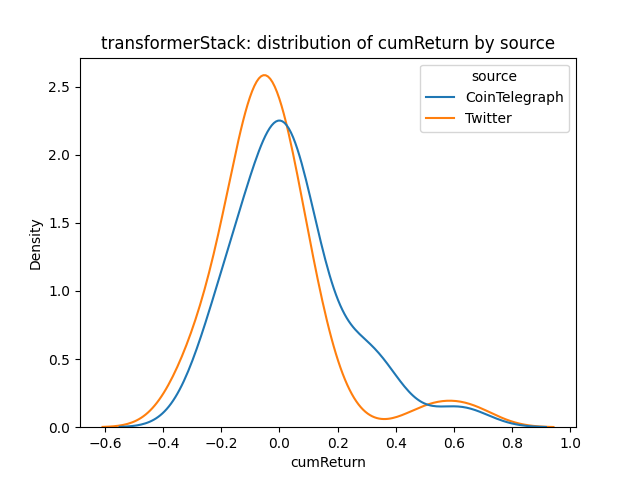 transformerStack: distribution of cumReturn by source
source
CoinTelegraph
Twitter
Density
2.5
2.0
1.5
1.0
0.5
0.0
−0.6 −0.4 −0.2 0.0 0.2 0.4 0.6 0.8 1.0
cumReturn